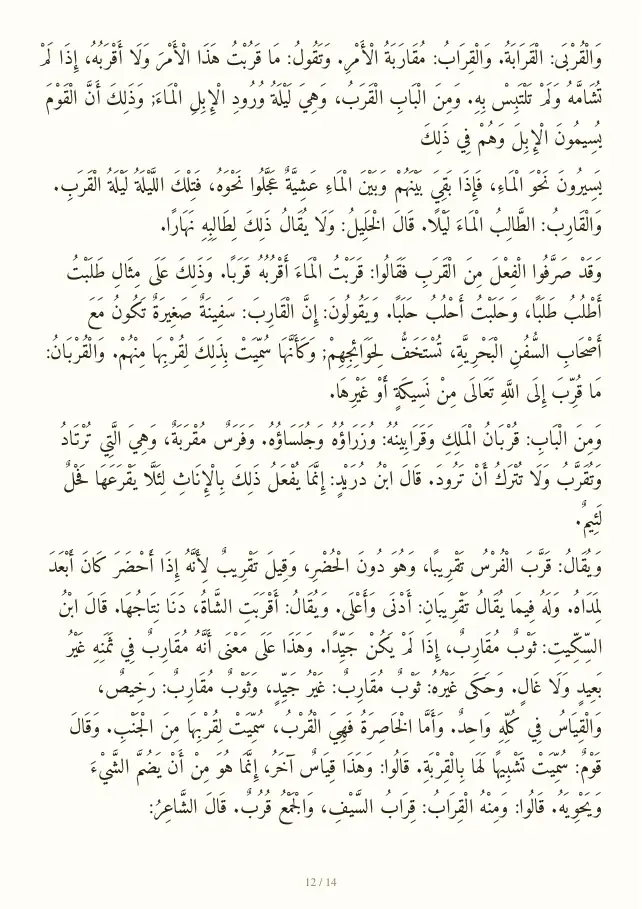 وَالْقُرْبَى: الْقَرَابَةُ. وَالْقِرَابُ: مُقَارَبَةُ الْأَمْرِ. وَتَقُولُ: مَا قَرُبْتُ هَذَا الْأَمْرَ وَلَا أَقْرَبُهُ، إِذَا لَمْ
تُشَامَّهُ وَلَمْ تَلْتَبِسْ بِهِ. وَمِنَ الْبَابِ الْقَرَبُ، وَهِيَ لَيْلَةُ وُرُودِ الْإِبِلِ الْمَاءَ; وَذَلِكَ أَنَّ الْقَوْمَ
يُسِيمُونَ الْإِبِلَ وَهُمْ فِي ذَلِكَ
يَسِيرُونَ نَحْوَ الْمَاءِ، فَإِذَا بَقِيَ بَيْنَهُمْ وَبَيْنَ الْمَاءِ عَشِيَّةٌ عَجَّلُوا نَحْوَهُ، فَتِلْكَ اللَّيْلَةُ لَيْلَةُ الْقَرَبِ.
وَالْقَارِبُ: الطَّالِبُ الْمَاءَ لَيْلًا. قَالَ الْخَلِيلُ: وَلَا يُقَالُ ذَلِكَ لِطَالِبِهِ نَهَارًا.
وَقَدْ صَرَّفُوا الْفِعْلَ مِنَ الْقَرَبِ فَقَالُوا: قَرَبْتُ الْمَاءَ أَقْرُبُهُ قَرَبًا. وَذَلِكَ عَلَى مِثَالِ طَلَبْتُ
أَطْلُبُ طَلَبًا، وَحَلَبْتُ أَحْلُبُ حَلَبًا. وَيَقُولُونَ: إِنَّ الْقَارِبَ: سَفِينَةٌ صَغِيرَةٌ تَكُونُ مَعَ
أَصْحَابِ السُّفُنِ الْبَحْرِيَّةِ، تُسْتَخَفُّ لِحَوَائِجِهِمْ; وَكَأَنَّهَا سُمِّيَتْ بِذَلِكَ لِقُرْبِهَا مِنْهُمْ. وَالْقُرْبَانُ:
مَا قُرِّبَ إِلَى اللَّهِ تَعَالَى مِنْ نَسِيكَةٍ أَوْ غَيْرِهَا.
وَمِنَ الْبَابِ: قُرْبَانُ الْمَلِكِ وَقَرَابِينُهُ: وُزَرَاؤُهُ وَجُلَسَاؤُهُ. وَفَرَسٌ مُقْرَبَةٌ، وَهِيَ الَّتِي تُرْتَادُ
وَتُقَرَّبُ وَلَا تُتْرَكُ أَنْ تَرُودَ. قَالَ ابْنُ دُرَيْدٍ: إِنَّمَا يُفْعَلُ ذَلِكَ بِالْإِنَاثِ لِئَلَّا يَقْرَعَهَا فَحْلٌ
لَئِيمٌ.
وَيُقَالُ: قَرَّبَ الْفُرْسُ تَقْرِيبًا، وَهُوَ دُونَ الْحُضْرِ، وَقِيلَ تَقْرِيبٌ لِأَنَّهُ إِذَا أَحْضَرَ كَانَ أَبْعَدَ
لِمَدَاهُ. وَلَهُ فِيمَا يُقَالُ تَقْرِيبَانِ: أَدْنَى وَأَعْلَى. وَيُقَالُ: أَقْرَبَتِ الشَّاةُ، دَنَا نِتَاجُهَا. قَالَ ابْنُ
السِّكِّيتِ: ثَوْبٌ مُقَارِبٌ، إِذَا لَمْ يَكُنْ جَيِّدًا. وَهَذَا عَلَى مَعْنَى أَنَّهُ مُقَارِبٌ فِي ثَمَنِهِ غَيْرُ
بَعِيدٍ وَلَا غَالٍ. وَحَكَى غَيْرُهُ: ثَوْبٌ مُقَارِبٌ: غَيْرُ جَيِّدٍ، وَثَوْبٌ مُقَارِبٌ: رَخِيصٌ،
وَالْقِيَاسُ فِي كُلِّهِ وَاحِدٌ. وَأَمَّا الْخَاصِرَةُ فَهِيَ الْقُرْبُ، سُمِّيَتْ لِقُرْبِهَا مِنَ الْجَنْبِ. وَقَالَ
قَوْمٌ: سُمِّيَتْ تَشْبِيهًا لَهَا بِالْقِرْبَةِ. قَالُوا: وَهَذَا قِيَاسٌ آخَرُ، إِنَّمَا هُوَ مِنْ أَنْ يَضُمَّ الشَّيْءَ
وَيَحْوِيَهُ. قَالُوا: وَمِنْهُ الْقِرَابُ: قِرَابُ السَّيْفِ، وَالْجَمْعُ قُرُبٌ. قَالَ الشَّاعِرُ:
12 / 14